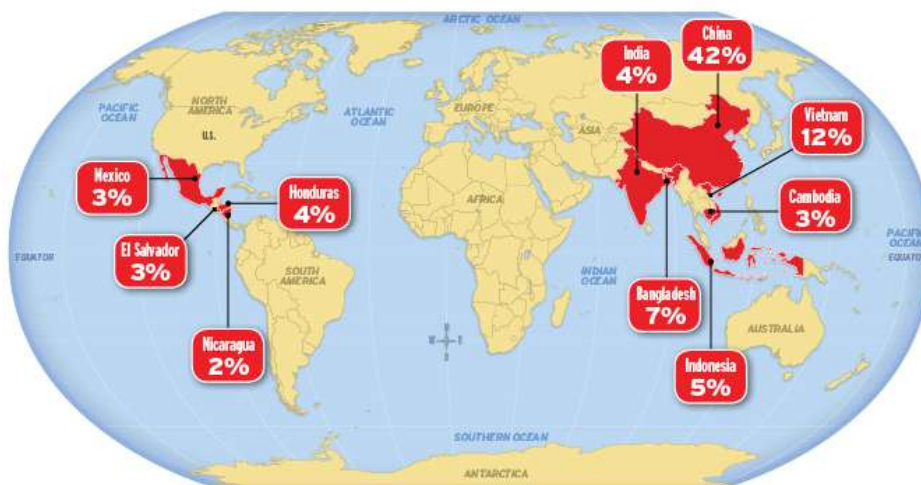 ARCTIC OCEAN
China
42%
India
4%
PACIFIC
OCEAN
NORTH
AMERICA
U.S.
ATLANTIC
OCEAN
EUROPE
ASIA
Vietnam
12%
Mexico
3%
Honduras
4%
AFRICA
Cambodia
3%
El Salvador
3%
EQUATOR
PACIFIC
OCEAN
EQUATOR
SOUTH
AMERICA
INDIAN
OCEAN
Bangladesh
7%
AUSTRALIA
Nicaragua
2%
N
W
E
S
Indonesia
5%
SOUTHERN OCEAN
ANTARCTICA